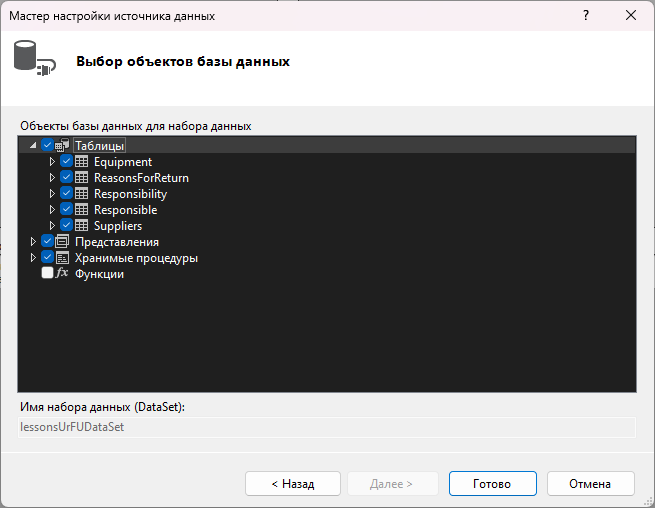 Мастер настройки источника данных
?
Выбор объектов базы данных
Объекты базы данных для набора данных
Таблицы
Equipment
ReasonsForReturn
Responsibility
Responsible
Suppliers
Представления
Хранимые процедуры
fx Функции
Имя набора данных (DataSet):
lessonsUrFUDataSet
< Назад
Далее >
Готово
Отмена